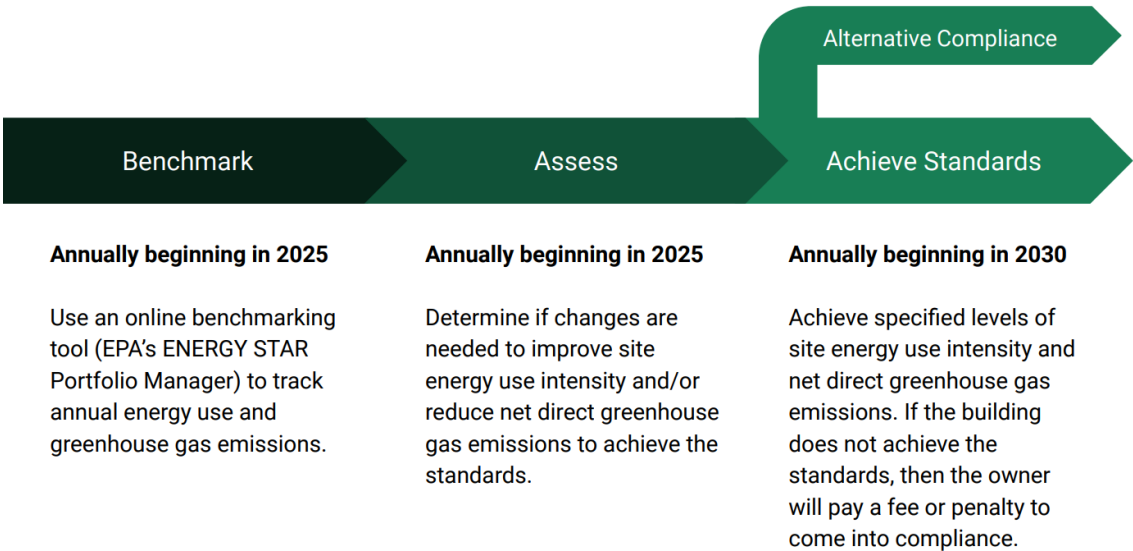 Alternative Compliance
Benchmark
Assess
Achieve Standards
Annually beginning in 2025
Use an online benchmarking
tool (EPA's ENERGY STAR
Portfolio Manager) to track
annual energy use and
greenhouse gas emissions.
Annually beginning in 2025
Determine if changes are
needed to improve site
energy use intensity and/or
reduce net direct greenhouse
gas emissions to achieve the
standards.
Annually beginning in 2030
Achieve specified levels of
site energy use intensity and
net direct greenhouse gas
emissions. If the building
does not achieve the
standards, then the owner
will pay a fee or penalty to
come into compliance.